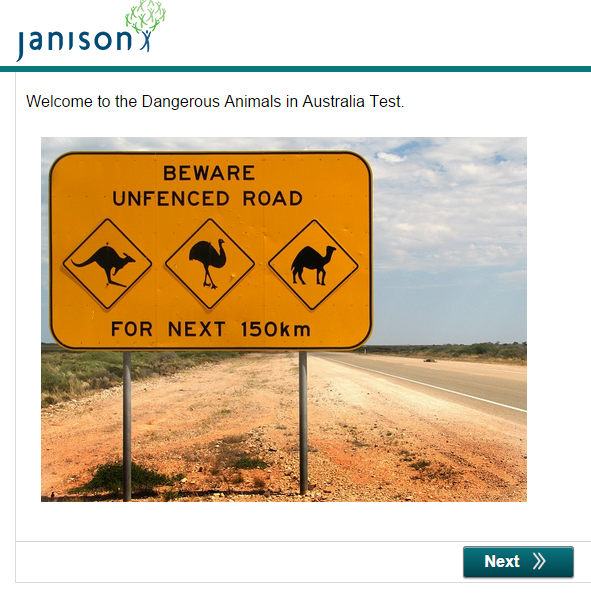 janison
Welcome to the Dangerous Animals in Australia Test.
BEWARE
UNFENCED ROAD
FOR NEXT 150km
Next